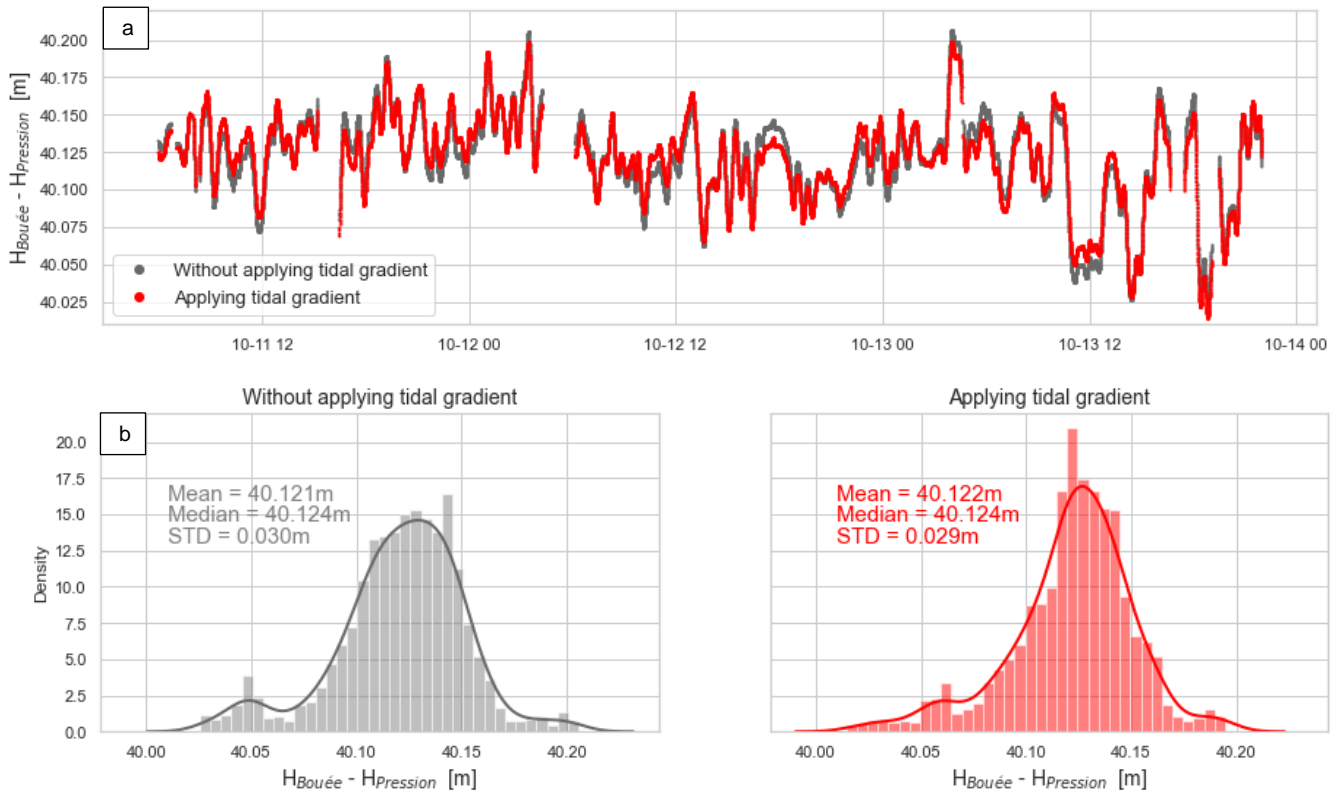 a
40.200
40.175
40.150
40.125
40.100
40.075
40.050
40.025
H_Bouée - H_Pression [m]
Without applying tidal gradient
Applying tidal gradient
10-11 12
10-12 00
10-12 12
10-13 00
10-13 12
10-14 00
Without applying tidal gradient
b
20.0
17.5
15.0
12.5
10.0
7.5
5.0
2.5
0.0
Density
Mean = 40.121m
Median = 40.124m
STD = 0.030m
40.00
40.05
40.10
40.15
40.20
H_Bouée - H_Pression [m]
Applying tidal gradient
Mean = 40.122m
Median = 40.124m
STD = 0.029m
40.00
40.05
40.10
40.15
40.20
H_Bouée - H_Pression [m]